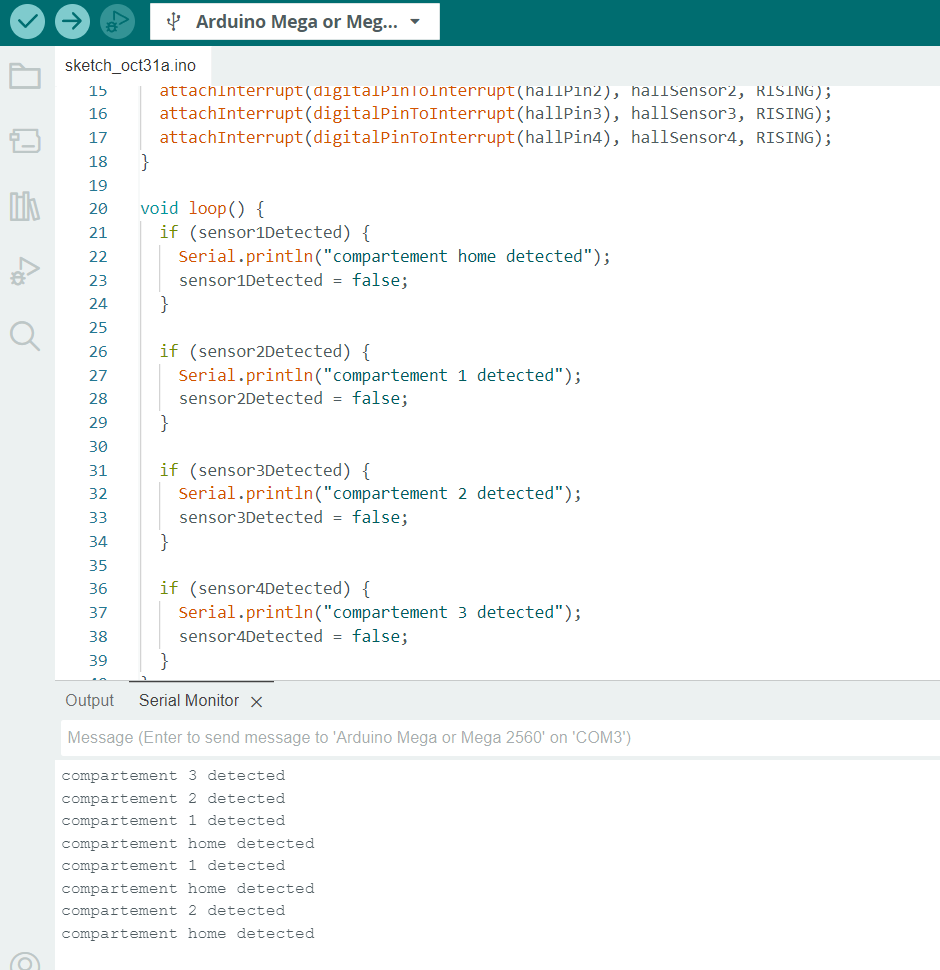 Arduino Mega or Meg...
sketch_oct31a.ino
15 attachInterrupt(digitalPinToInterrupt(hallPin2), hallSensor2, RISING);
16 attachInterrupt(digitalPinToInterrupt(hallPin3), hallSensor3, RISING);
17 attachInterrupt(digitalPinToInterrupt(hallPin4), hallSensor4, RISING);
18 }
19
20 void loop() {
21 if (sensor1Detected) {
22 Serial.println("compartement home detected");
23 sensor1Detected = false;
24 }
25
26 if (sensor2Detected) {
27 Serial.println("compartement 1 detected");
28 sensor2Detected = false;
29 }
30
31 if (sensor3Detected) {
32 Serial.println("compartement 2 detected");
33 sensor3Detected = false;
34 }
35
36 if (sensor4Detected) {
37 Serial.println("compartement 3 detected");
38 sensor4Detected = false;
39 }
Output Serial Monitor
Message (Enter to send message to 'Arduino Mega or Mega 2560' on 'COM3')
compartement 3 detected
compartement 2 detected
compartement 1 detected
compartement home detected
compartement 1 detected
compartement home detected
compartement 2 detected
compartement home detected